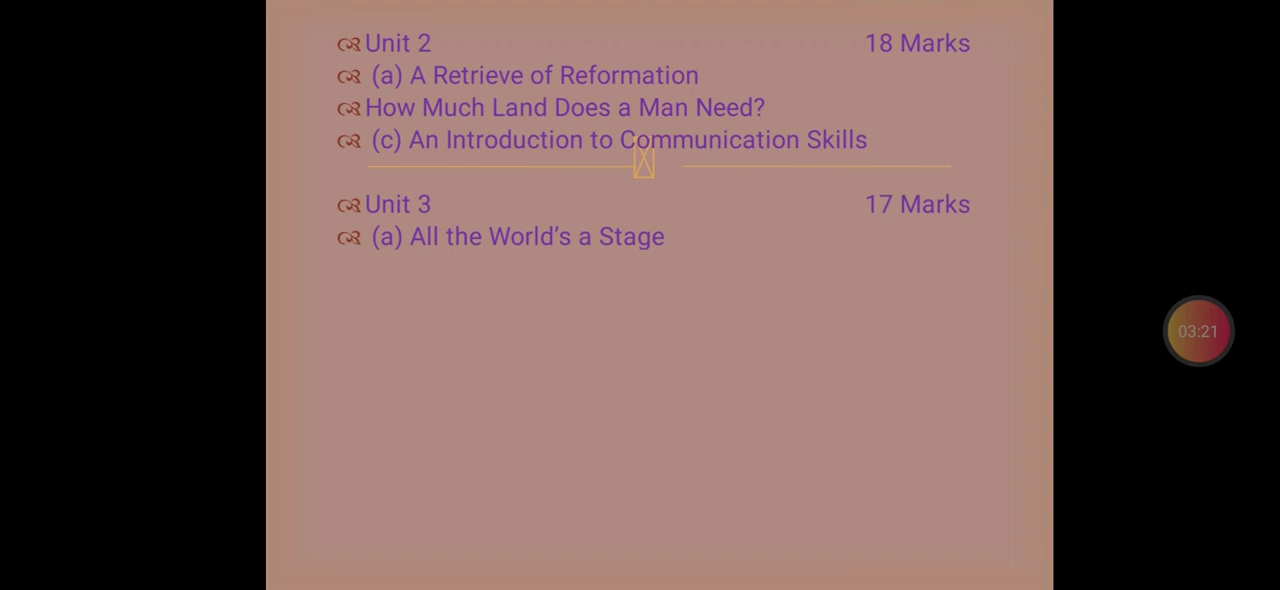 Unit 2 18 Marks
(a) A Retrieve of Reformation
How Much Land Does a Man Need?
(c) An Introduction to Communication Skills
Unit 3 17 Marks
(a) All the World's a Stage
03:21